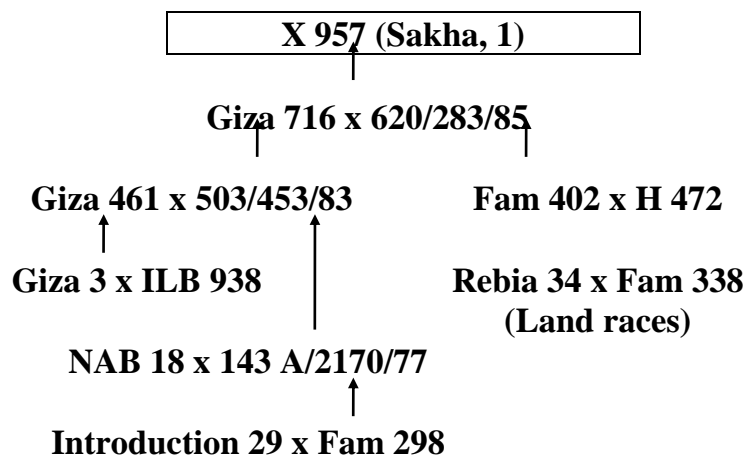 X 957 (Sakha, 1)
Giza 716 x 620/283/85
Giza 461 x 503/453/83
Fam 402 x H 472
Giza 3 x ILB 938
Rebia 34 x Fam 338
(Land races)
NAB 18 x 143 A/2170/77
Introduction 29 x Fam 298